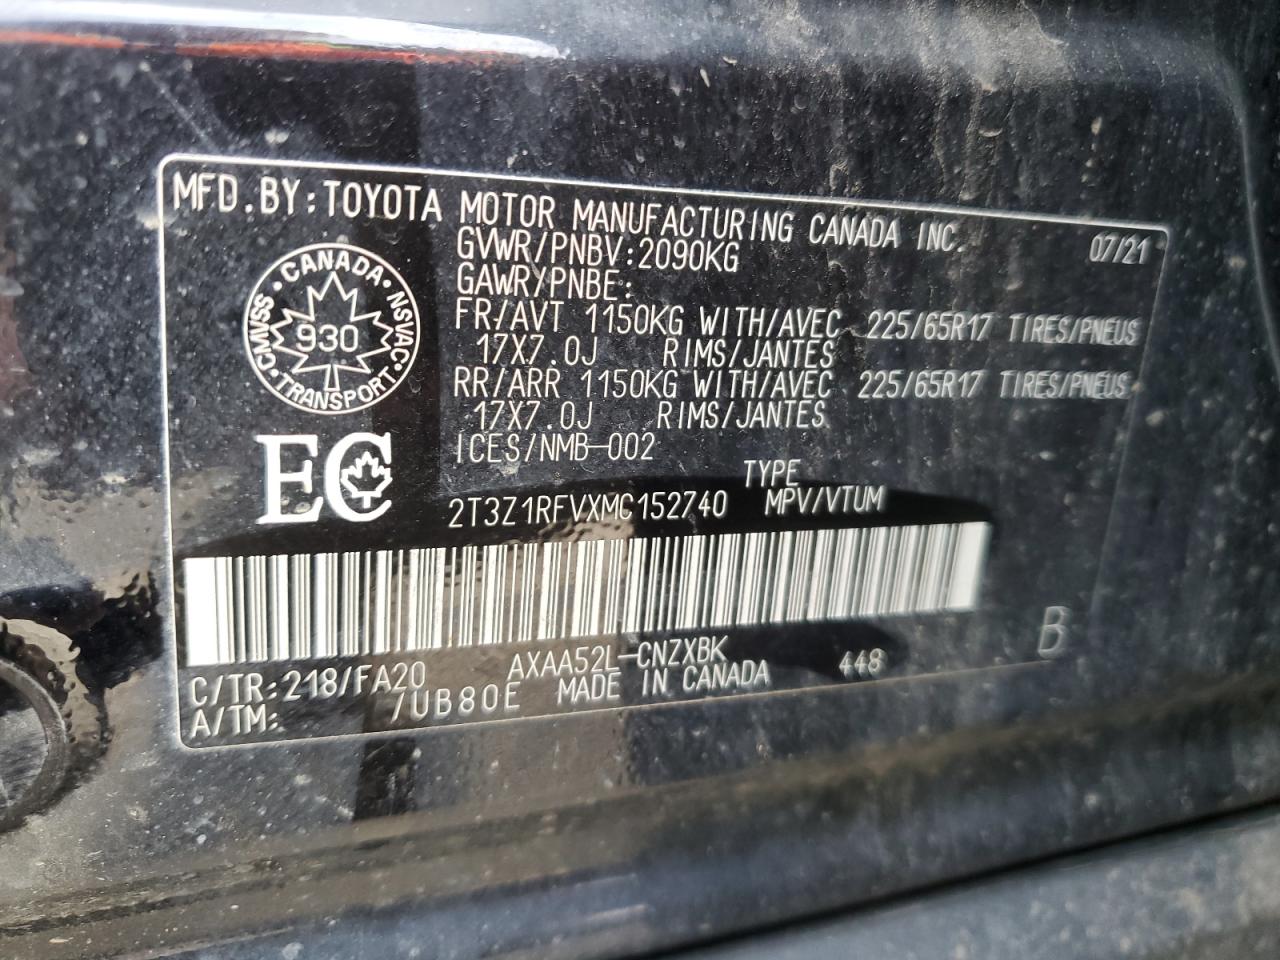 MFD.BY:TOYOTA MOTOR MANUFACTURING CANADA INC. 07/21
GVWR/PNBV:2090KG
GAWR/PNBE:
FR/AVT 1150KG WITH/AVEC 225/65R17 TIRES/PNEUS
17X7.0J RIMS/JANTES
RR/ARR 1150KG WITH/AVEC 225/65R17 TIRES/PNEUS
17X7.0J RIMS/JANTES
ICES/NMB-002
CANADA · NSVAC · TRANSPORT · CMVSS
930
EC
TYPE
2T3Z1RFVXMC152740 MPV/VTUM
B
C/TR:218/FA20 AXAA52L-CNZXBK 448
A/TM: /UB80E MADE IN CANADA